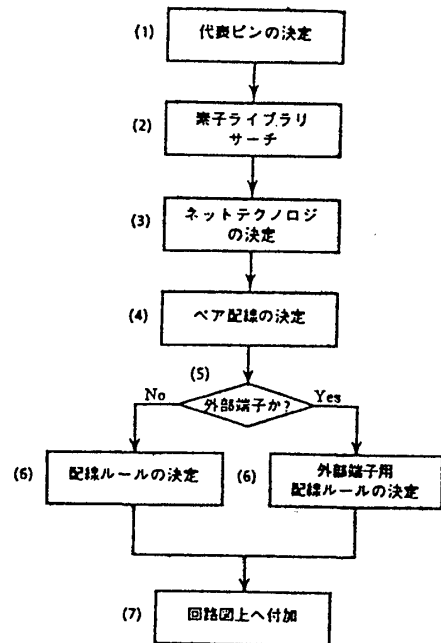 (1) 代表ピンの決定
(2) 素子ライブラリ
サーチ
(3) ネットテクノロジ
の決定
(4) ペア配線の決定
(5)
No 外部端子か? Yes
(6) 配線ルールの決定
(6) 外部端子用
配線ルールの決定
(7) 回路図上へ付加